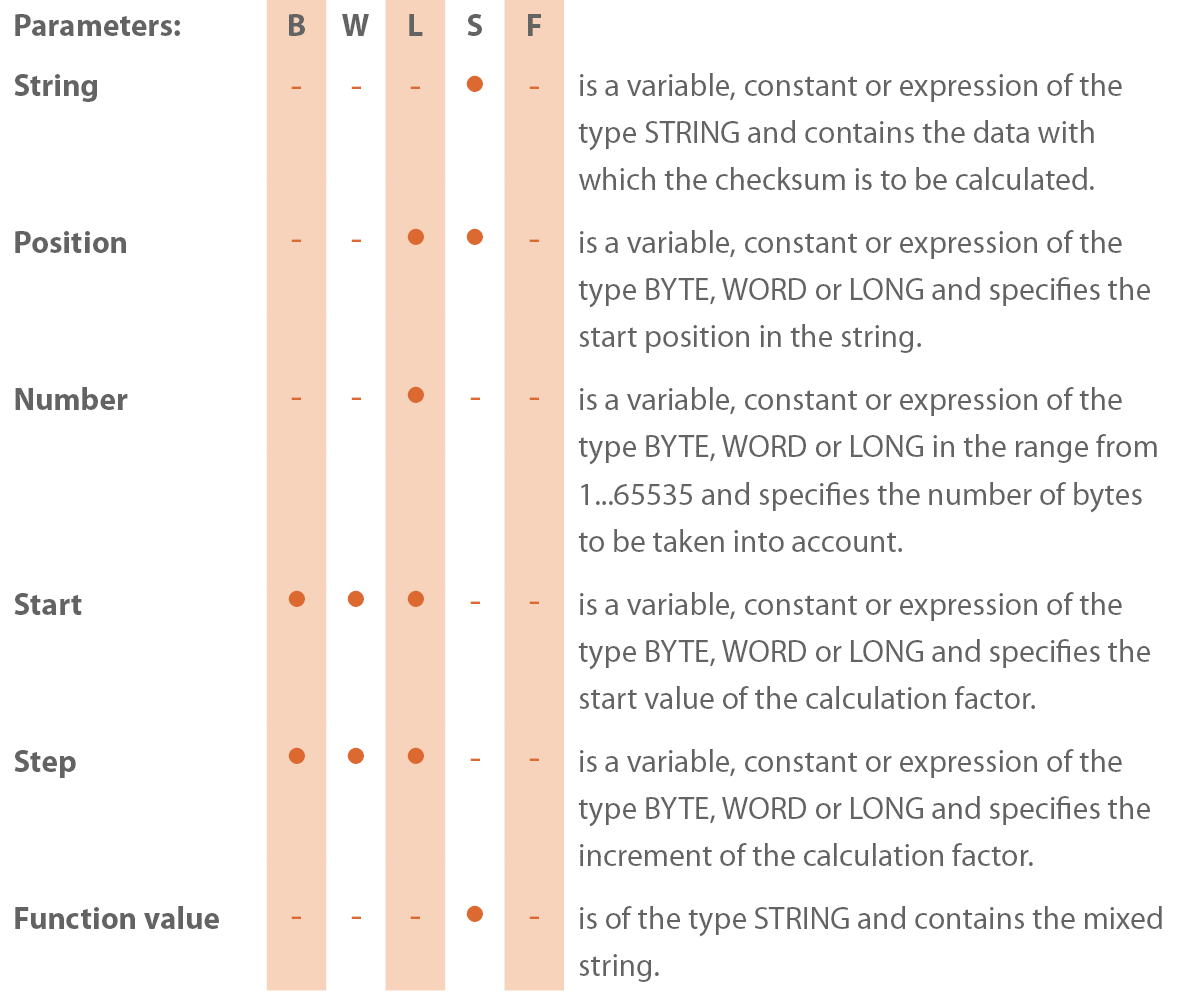 Parameters: B W L S F
String - - - ● - is a variable, constant or expression of the
type STRING and contains the data with
which the checksum is to be calculated.
Position - - ● ● - is a variable, constant or expression of the
type BYTE, WORD or LONG and specifies the
start position in the string.
Number - - ● - - is a variable, constant or expression of the
type BYTE, WORD or LONG in the range from
1...65535 and specifies the number of bytes
to be taken into account.
Start ● ● ● - - is a variable, constant or expression of the
type BYTE, WORD or LONG and specifies the
start value of the calculation factor.
Step ● ● ● - - is a variable, constant or expression of the
type BYTE, WORD or LONG and specifies the
increment of the calculation factor.
Function value - - - ● - is of the type STRING and contains the mixed
string.